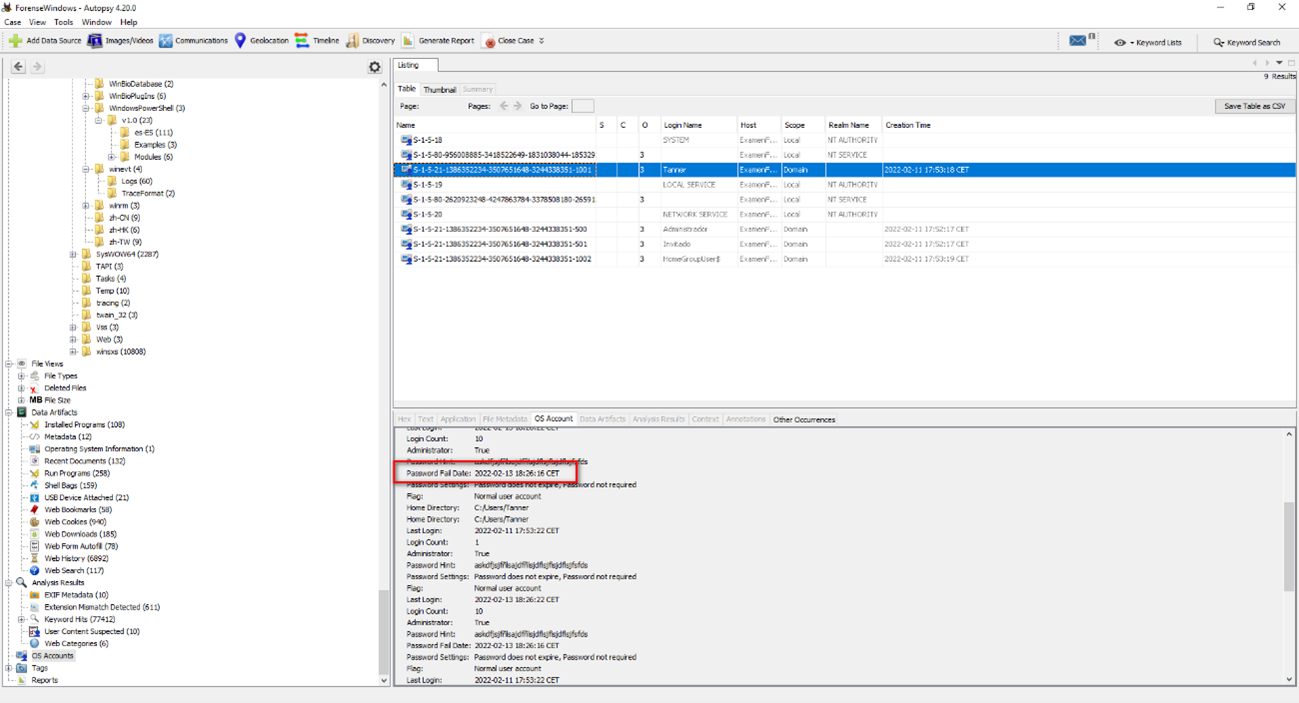 ForenseWindows - Autopsy 4.20.0
Case View Tools Window Help
Add Data Source Images/Videos Communications Geolocation Timeline Discovery Generate Report Close Case Keyword Lists Keyword Search
WinBioDatabase (2)
WinBioPlugIns (6)
WindowsPowerShell (3)
v1.0 (23)
es-ES (111)
Examples (3)
Modules (6)
winevt (4)
Logs (60)
TraceFormat (2)
winrm (3)
zh-CN (9)
zh-HK (6)
zh-TW (9)
SysWOW64 (2287)
TAPI (3)
Tasks (4)
Temp (10)
tracing (2)
twain_32 (3)
Vss (3)
Web (3)
winsxs (10808)
File Views
File Types
Deleted Files
MB File Size
Data Artifacts
Installed Programs (108)
Metadata (12)
Operating System Information (1)
Recent Documents (132)
Run Programs (258)
Shell Bags (159)
USB Device Attached (21)
Web Bookmarks (58)
Web Cookies (940)
Web Downloads (185)
Web Form Autofill (78)
Web History (6892)
Web Search (117)
Analysis Results
EXIF Metadata (10)
Extension Mismatch Detected (611)
Keyword Hits (77412)
User Content Suspected (10)
Web Categories (6)
OS Accounts
Tags
Reports
Listing
9 Results
Table Thumbnail Summary
Page: Pages: Go to Page: Save Table as CSV
Name S C O Login Name Host Scope Realm Name Creation Time
S-1-5-18 SYSTEM ExamenF... Local NT AUTHORITY
S-1-5-80-956008885-3418522649-1831038044-185329 3 ExamenF... Local NT SERVICE
S-1-5-21-1386352234-3507651648-3244338351-1001 3 Tanner ExamenF... Domain 2022-02-11 17:53:18 CET
S-1-5-19 LOCAL SERVICE ExamenF... Local NT AUTHORITY
S-1-5-80-2620923248-4247863784-3378508180-26591 3 ExamenF... Local NT SERVICE
S-1-5-20 NETWORK SERVICE ExamenF... Local NT AUTHORITY
S-1-5-21-1386352234-3507651648-3244338351-500 3 Administrador ExamenF... Domain 2022-02-11 17:52:17 CET
S-1-5-21-1386352234-3507651648-3244338351-501 3 Invitado ExamenF... Domain 2022-02-11 17:52:17 CET
S-1-5-21-1386352234-3507651648-3244338351-1002 3 HomeGroupUser$ ExamenF... Domain 2022-02-11 17:53:19 CET
Hex Text Application File Metadata OS Account Data Artifacts Analysis Results Context Annotations Other Occurrences
Last Login: 2022-02-13 18:26:22 CET
Login Count: 10
Administrator: True
Password Hint:
Password Fail Date: 2022-02-13 18:26:16 CET
Password Settings: Password does not expire, Password not required
Flag: Normal user account
Home Directory: C:/Users/Tanner
Home Directory: C:/Users/Tanner
Last Login: 2022-02-11 17:53:22 CET
Login Count: 1
Administrator: True
Password Hint:
Password Settings: Password does not expire, Password not required
Flag: Normal user account
Last Login: 2022-02-13 18:26:22 CET
Login Count: 10
Administrator: True
Password Hint:
Password Fail Date: 2022-02-13 18:26:16 CET
Password Settings: Password does not expire, Password not required
Flag: Normal user account
Last Login: 2022-02-11 17:53:22 CET